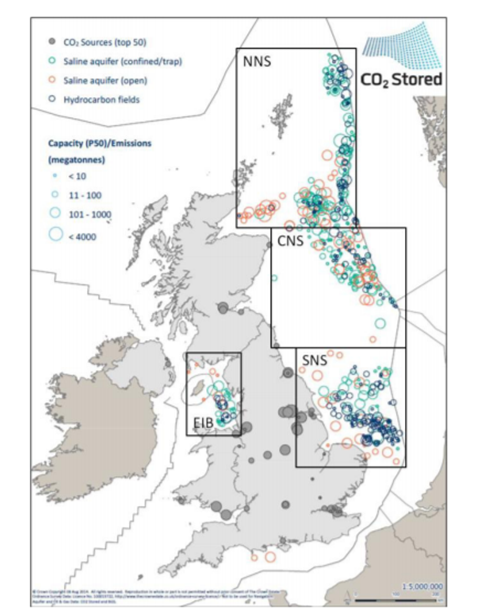 CO₂ Sources (top 50)
Saline aquifer (confined/trap)
Saline aquifer (open)
Hydrocarbon fields
Capacity (P50)/Emissions
(megatonnes)
< 10
11 - 100
101 - 1000
< 4000
CO₂ Stored
NNS
CNS
SNS
EIB
1:5,000,000